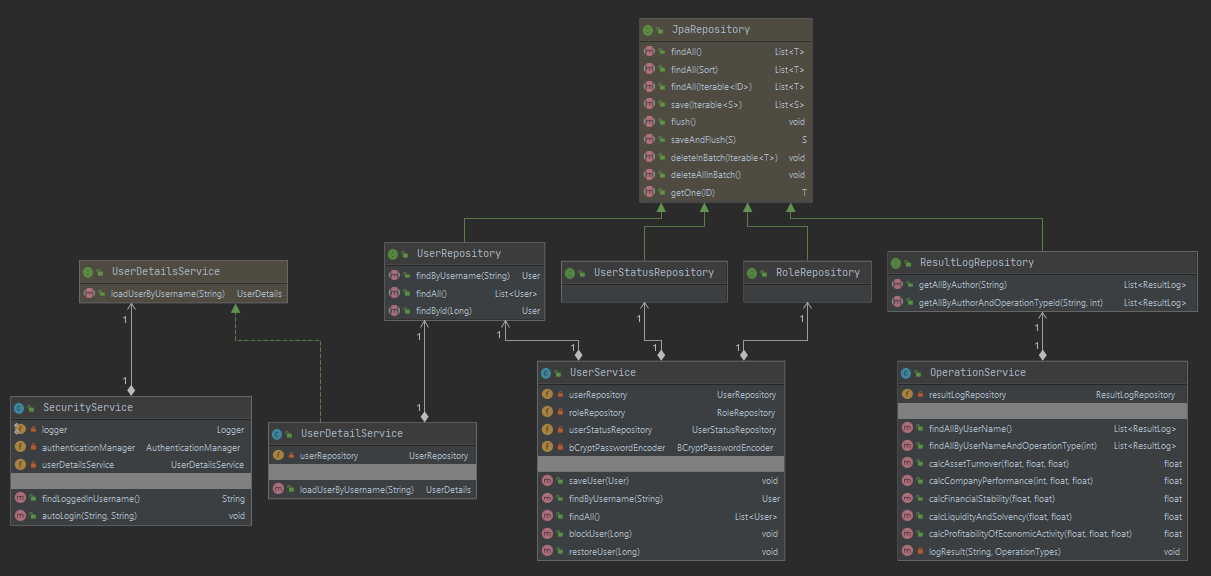 JpaRepository
findAll() List<T>
findAll(Sort) List<T>
findAll(Iterable<ID>) List<T>
save(Iterable<S>) List<S>
flush() void
saveAndFlush(S) S
deleteInBatch(Iterable<T>) void
deleteAllInBatch() void
getOne(ID) T
UserDetailsService
loadUserByUsername(String) UserDetails
UserRepository
findByUsername(String) User
findAll() List<User>
findById(Long) User
UserStatusRepository
RoleRepository
ResultLogRepository
getAllByAuthor(String) List<ResultLog>
getAllByAuthorAndOperationTypeId(String, int) List<ResultLog>
1
1
1
1
1
1
1
1
1
1
1
1
SecurityService
logger Logger
authenticationManager AuthenticationManager
userDetailsService UserDetailsService
findLoggedInUsername() String
autoLogin(String, String) void
UserDetailService
userRepository UserRepository
loadUserByUsername(String) UserDetails
UserService
userRepository UserRepository
roleRepository RoleRepository
userStatusRepository UserStatusRepository
bCryptPasswordEncoder BCryptPasswordEncoder
saveUser(User) void
findByUsername(String) User
findAll() List<User>
blockUser(Long) void
restoreUser(Long) void
OperationService
resultLogRepository ResultLogRepository
findAllByUserName() List<ResultLog>
findAllByUserNameAndOperationType(int) List<ResultLog>
calcAssetTurnover(float, float, float) float
calcCompanyPerformance(int, float, float) float
calcFinancialStability(float, float) float
calcLiquidityAndSolvency(float, float) float
calcProfitabilityOfEconomicActivity(float, float, float) float
logResult(String, OperationTypes) void